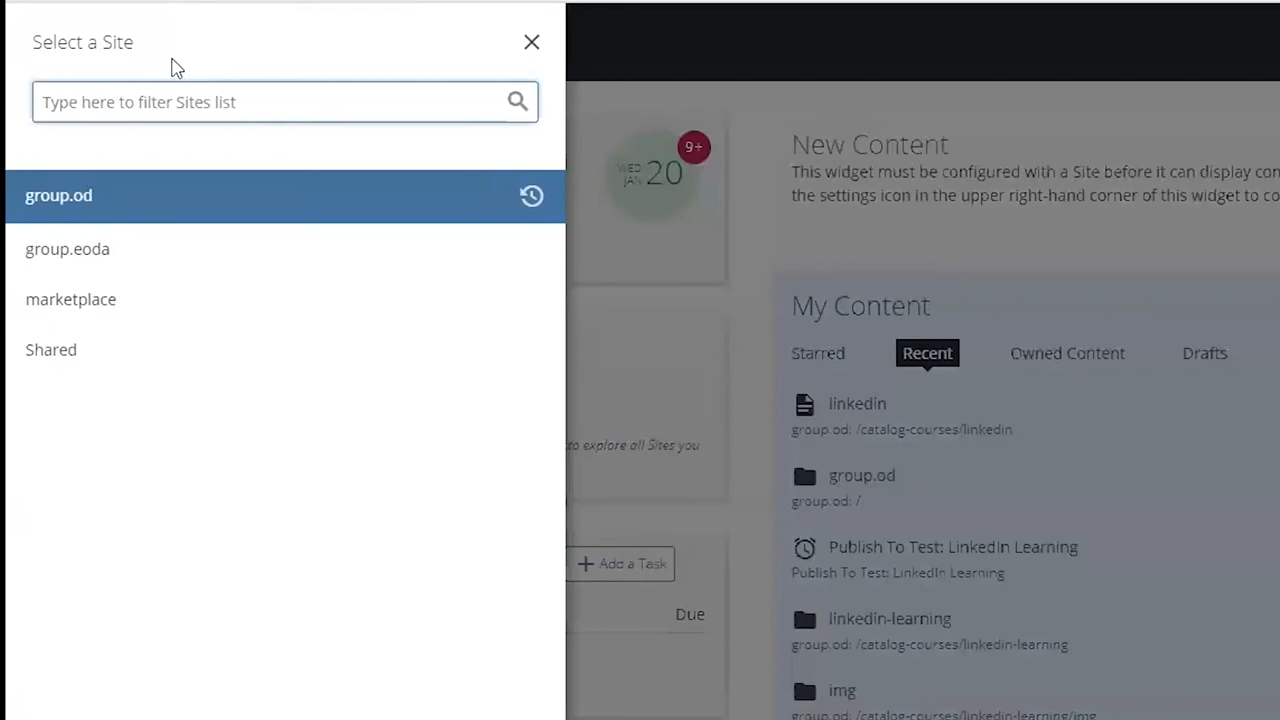 Select a Site
Type here to filter Sites list
group.od
group.eoda
marketplace
Shared
WED
JAN
20
9+
New Content
This widget must be configured with a Site before it can display con
the settings icon in the upper right-hand corner of this widget to co
to explore all Sites you
Add a Task
Due
My Content
Starred
Recent
Owned Content
Drafts
linkedin
group.od: /catalog-courses/linkedin
group.od
group.od: /
Publish To Test: LinkedIn Learning
Publish To Test: LinkedIn Learning
linkedin-learning
group.od: /catalog-courses/linkedin-learning
img
group.od: /catalog-courses/linkedin-learning/img